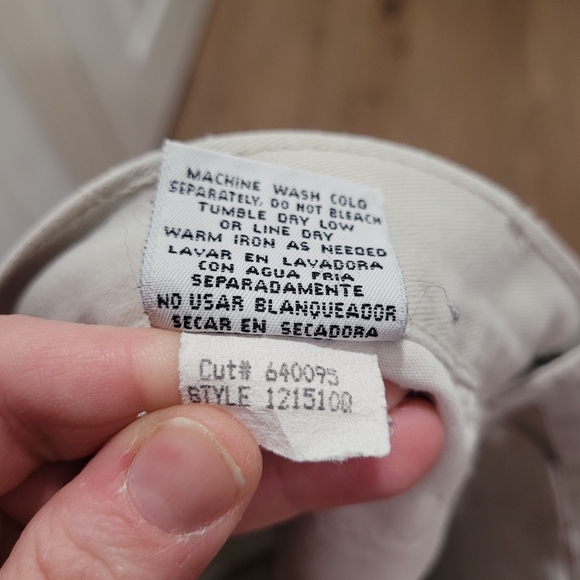 MACHINE WASH COLD
SEPARATELY, DO NOT BLEACH
TUMBLE DRY LOW
OR LINE DRY
WARM IRON AS NEEDED
LAVAR EN LAVADORA
CON AGUA FRIA
SEPARADAMENTE
NO USAR BLANQUEADOR
SECAR EN SECADORA
Cut# 640095
STYLE 121510Q